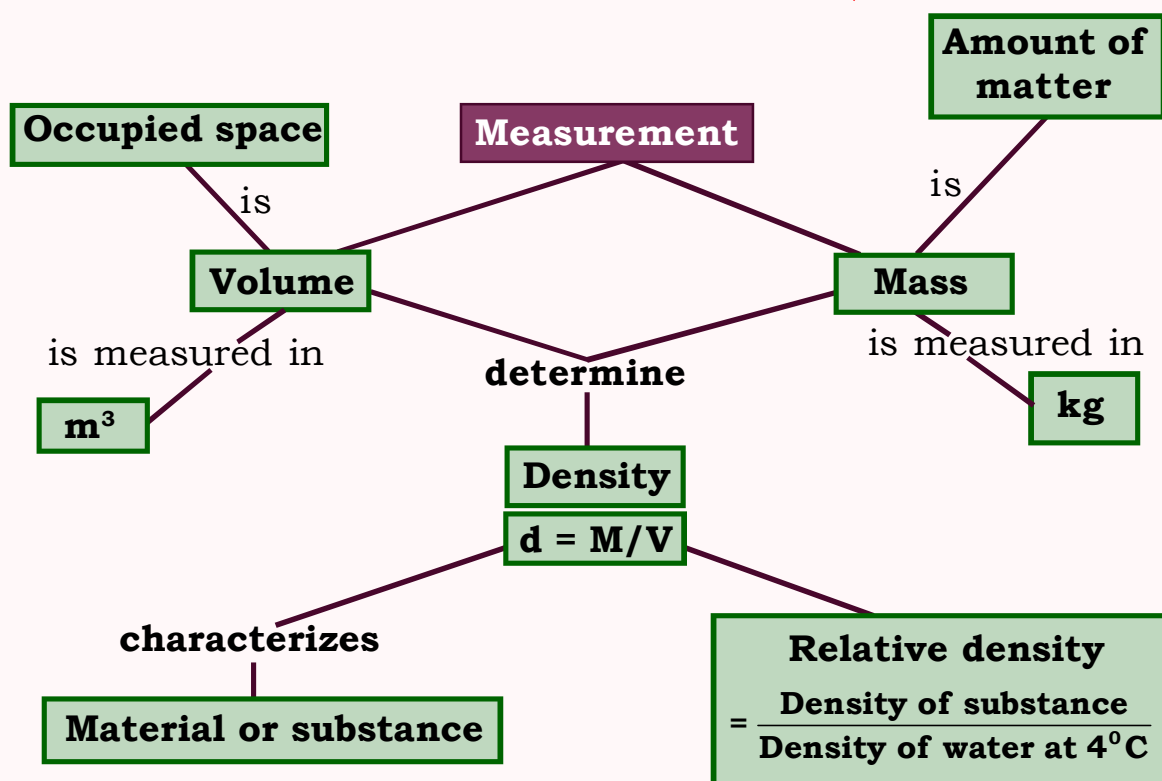 Amount of
matter
Occupied space
Measurement
is
is
Volume
Mass
is measured in
is measured in
determine
m³
kg
Density
d = M/V
characterizes
Relative density
Material or substance
= Density of substance
Density of water at 4⁰C